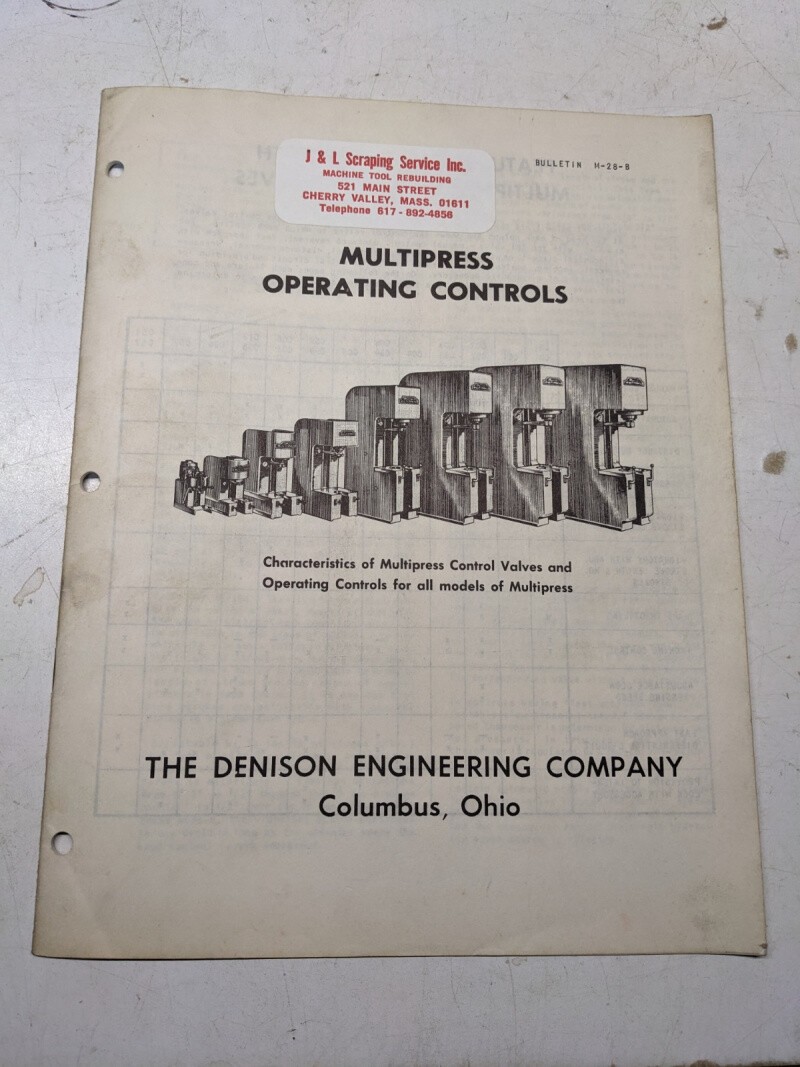 J & L Scraping Service Inc.
MACHINE TOOL REBUILDING
521 MAIN STREET
CHERRY VALLEY, MASS. 01611
Telephone 617-892-4856
BULLETIN H-28-B
MULTIPRESS
OPERATING CONTROLS
Characteristics of Multipress Control Valves and
Operating Controls for all models of Multipress
THE DENISON ENGINEERING COMPANY
Columbus, Ohio